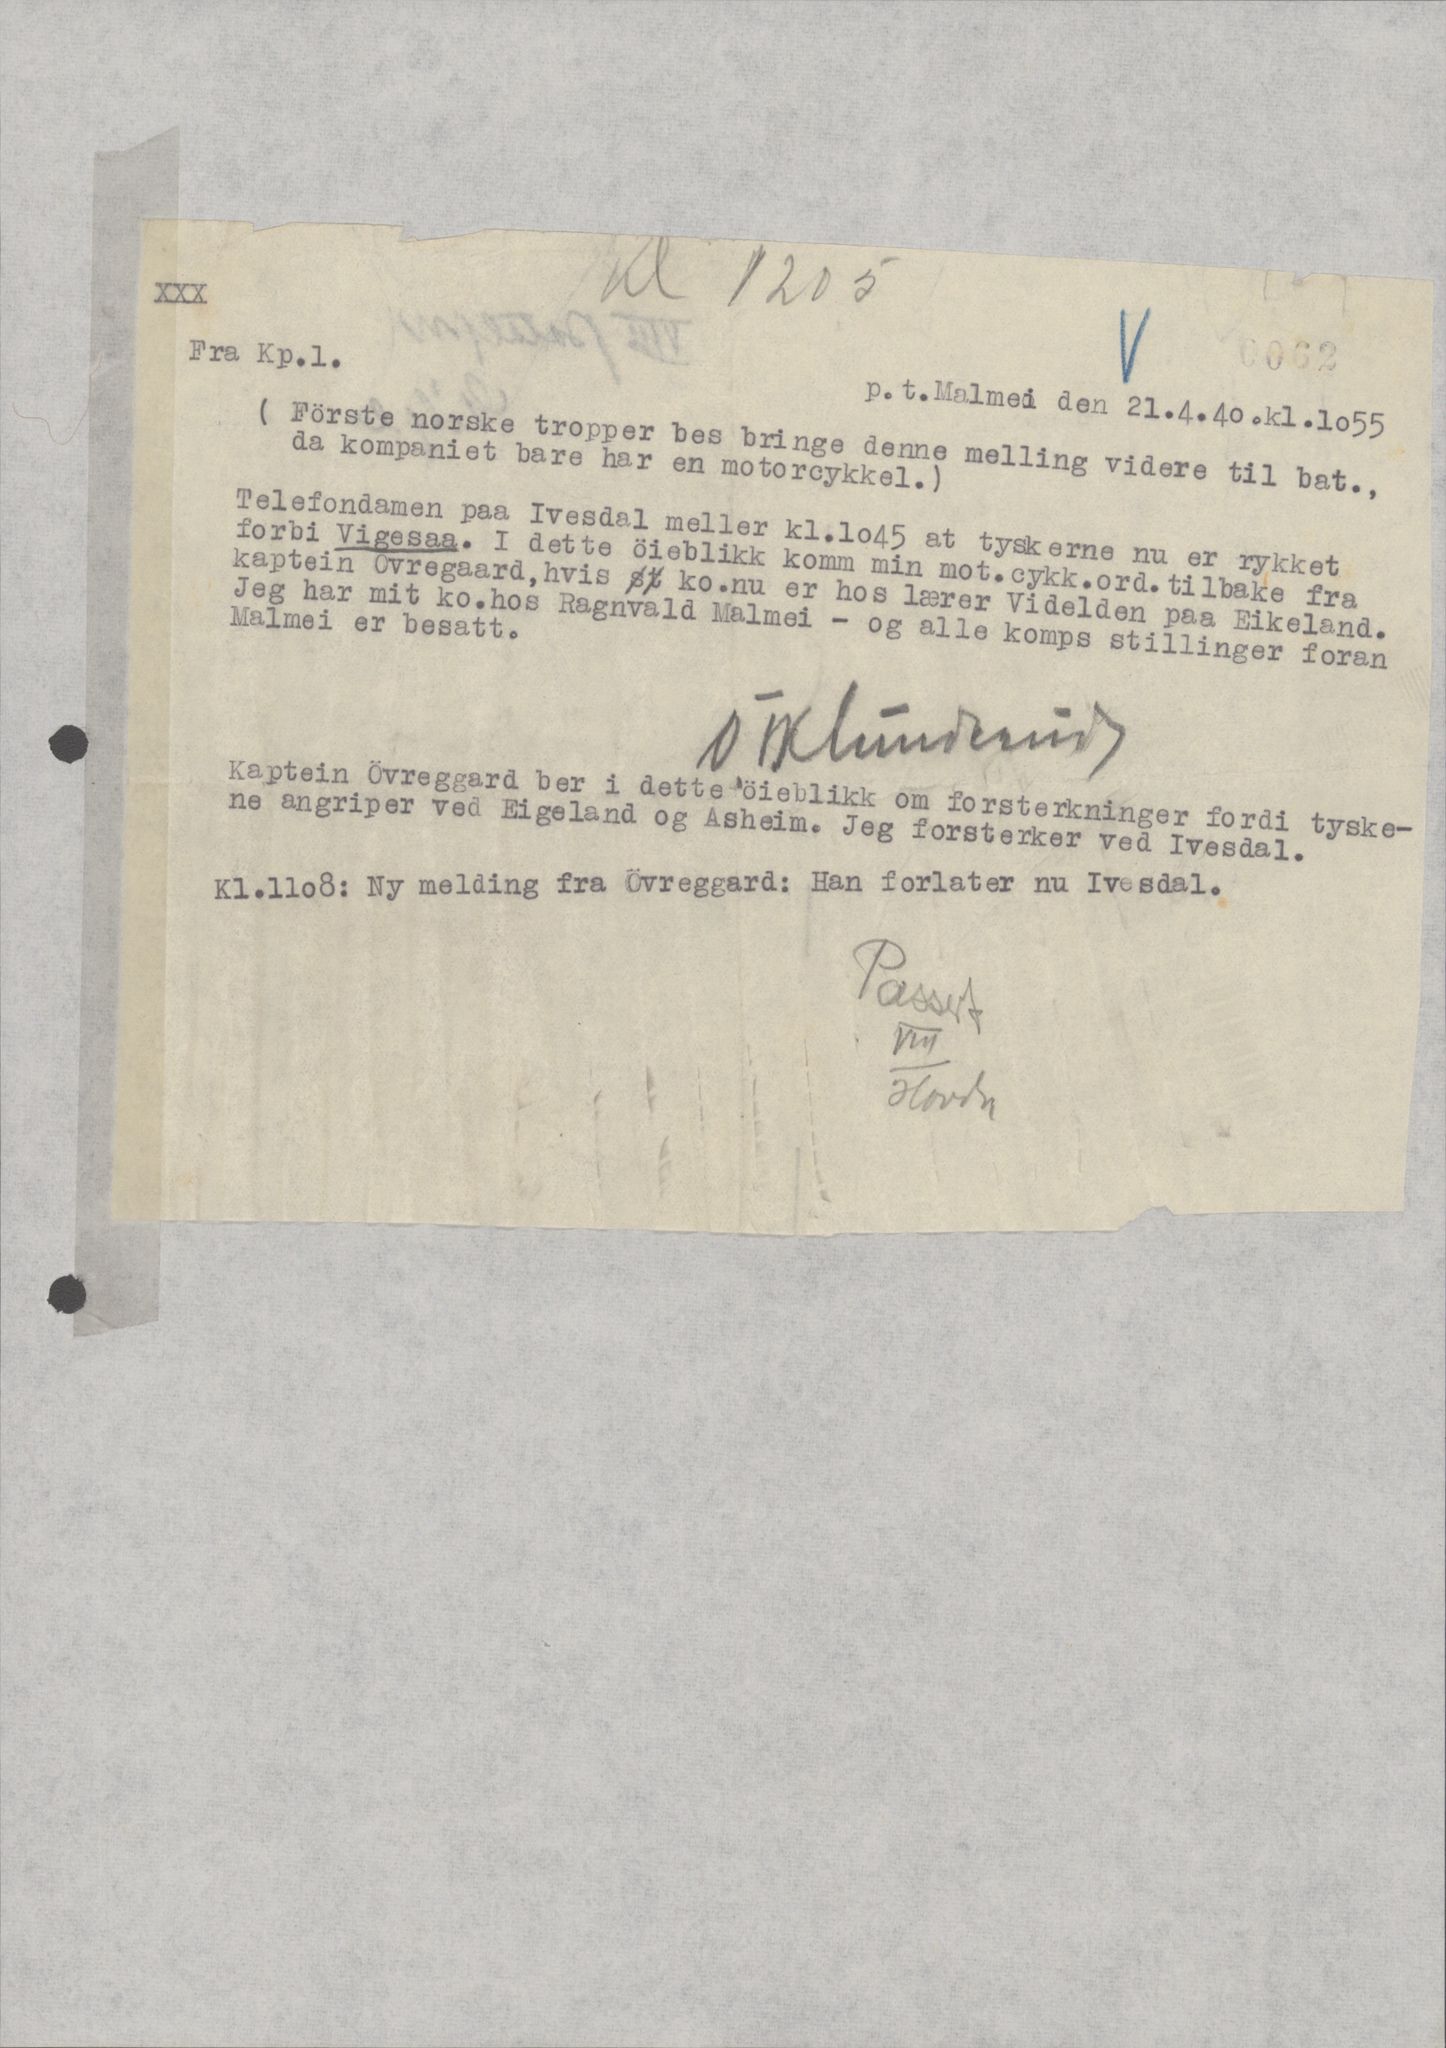 Kl 1205
XXX
0062
V
Fra Kp.1.
p.t.Malmei den 21.4.40.kl.1o55
( Förste norske tropper bes bringe denne melling videre til bat.,
da kompaniet bare har en motorcykkel.)
Telefondamen paa Ivesdal meller kl.1o45 at tyskerne nu er rykket
forbi Vigesaa. I dette öieblikk komm min mot.cykk.ord.tilbake fra
kaptein Övregaard,hvis st ko.nu er hos lærer Videlden paa Eikeland.
Jeg har mit ko.hos Ragnvald Malmei - og alle komps stillinger foran
Malmei er besatt.
Kaptein Övreggard ber i dette öieblikk om forsterkninger fordi tyske-
ne angriper ved Eigeland og Asheim. Jeg forsterker ved Ivesdal.
Kl.11o8: Ny melding fra Övreggard: Han forlater nu Ivesdal.
Passert
VIII